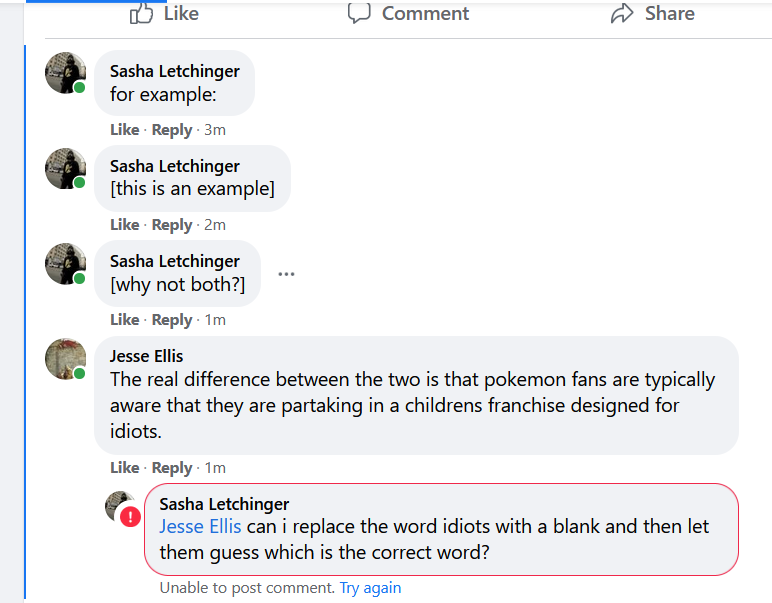 Like Comment Share
Sasha Letchinger
for example:
Like · Reply · 3m
Sasha Letchinger
[this is an example]
Like · Reply · 2m
Sasha Letchinger
[why not both?]
Like · Reply · 1m
Jesse Ellis
The real difference between the two is that pokemon fans are typically
aware that they are partaking in a childrens franchise designed for
idiots.
Like · Reply · 1m
Sasha Letchinger
Jesse Ellis can i replace the word idiots with a blank and then let
them guess which is the correct word?
Unable to post comment. Try again